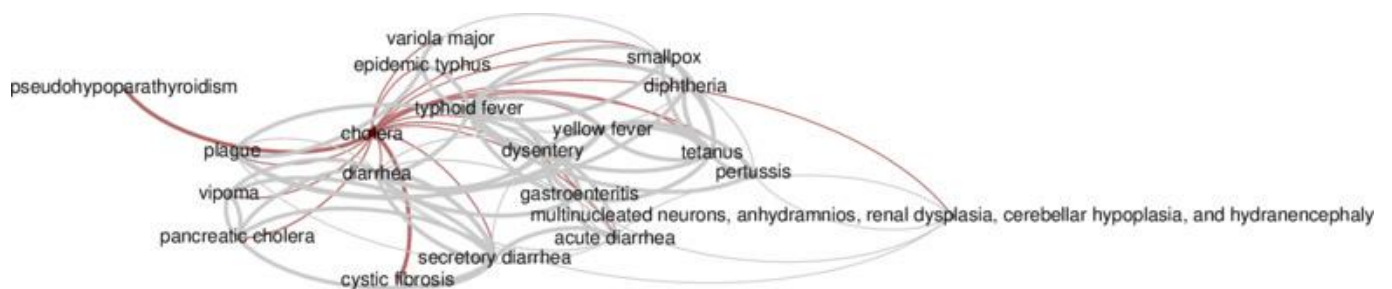 variola major
smallpox
epidemic typhus
pseudohypoparathyroidism
diphtheria
typhoid fever
cholera
yellow fever
plague
dysentery
tetanus
diarrhea
pertussis
vipoma
gastroenteritis
multinucleated neurons, anhydramnios, renal dysplasia, cerebellar hypoplasia, and hydranencephaly
pancreatic cholera
acute diarrhea
secretory diarrhea
cystic fibrosis